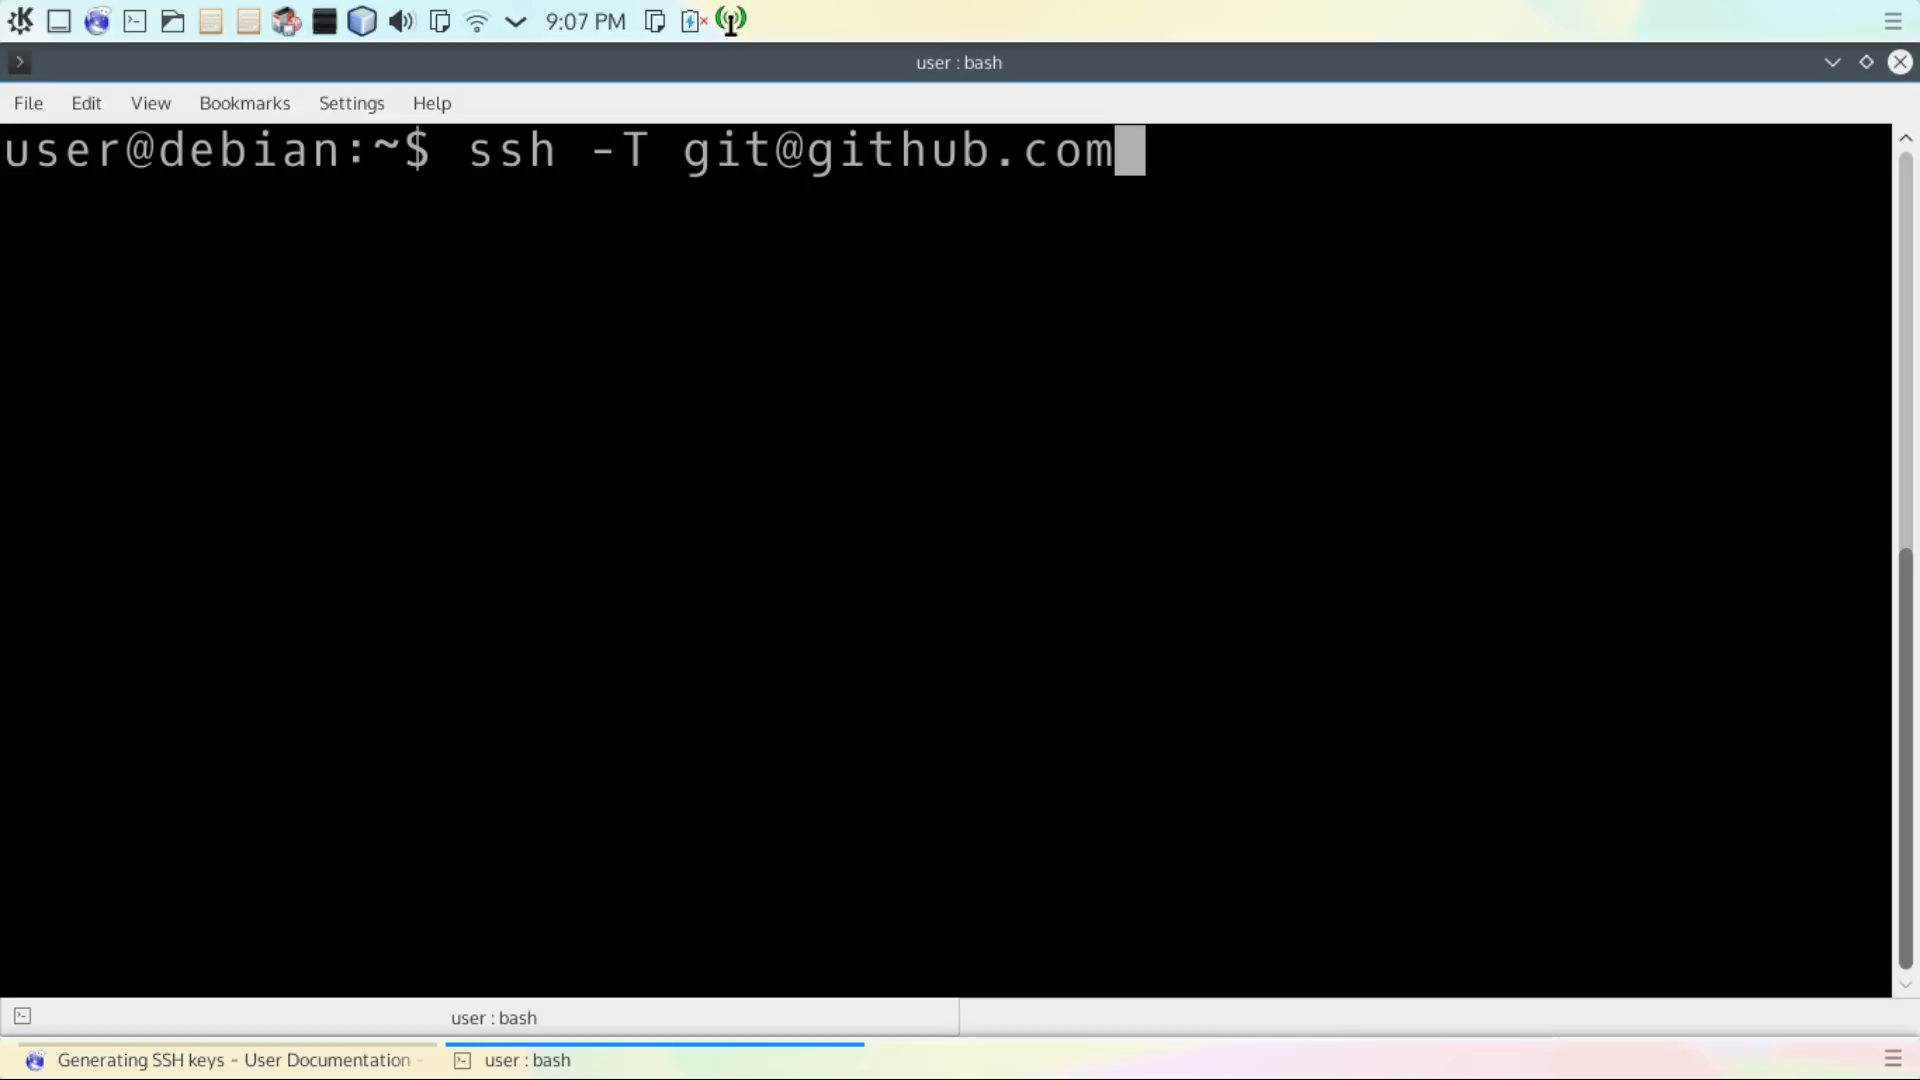 9:07 PM
user : bash
File Edit View Bookmarks Settings Help
user@debian:~$ ssh -T git@github.com
user : bash
Generating SSH keys - User Documentation -
user : bash